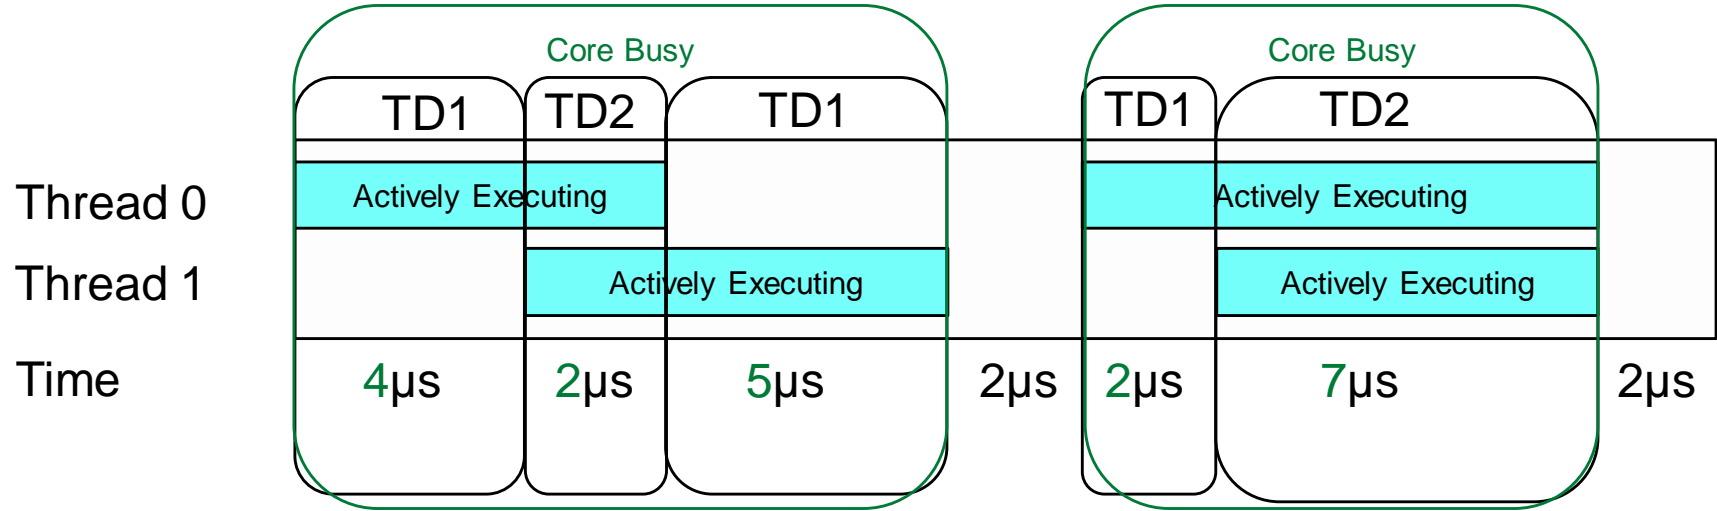 Core Busy Core Busy
TD1 TD2 TD1 TD1 TD2
Thread 0 Actively Executing Actively Executing
Thread 1 Actively Executing Actively Executing
Time 4µs 2µs 5µs 2µs 2µs 7µs 2µs